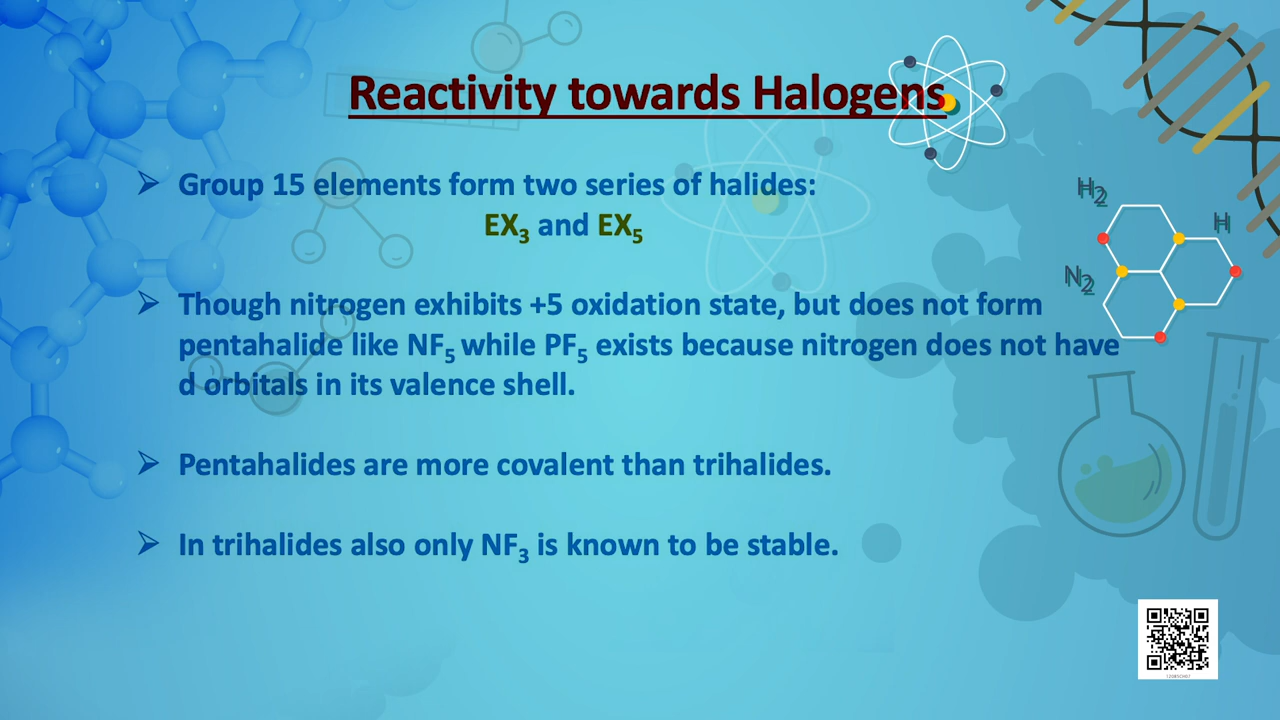 Reactivity towards Halogens
➢ Group 15 elements form two series of halides:
EX₃ and EX₅
➢ Though nitrogen exhibits +5 oxidation state, but does not form
pentahalide like NF₅ while PF₅ exists because nitrogen does not have
d orbitals in its valence shell.
➢ Pentahalides are more covalent than trihalides.
➢ In trihalides also only NF₃ is known to be stable.
H₂
H
N₂